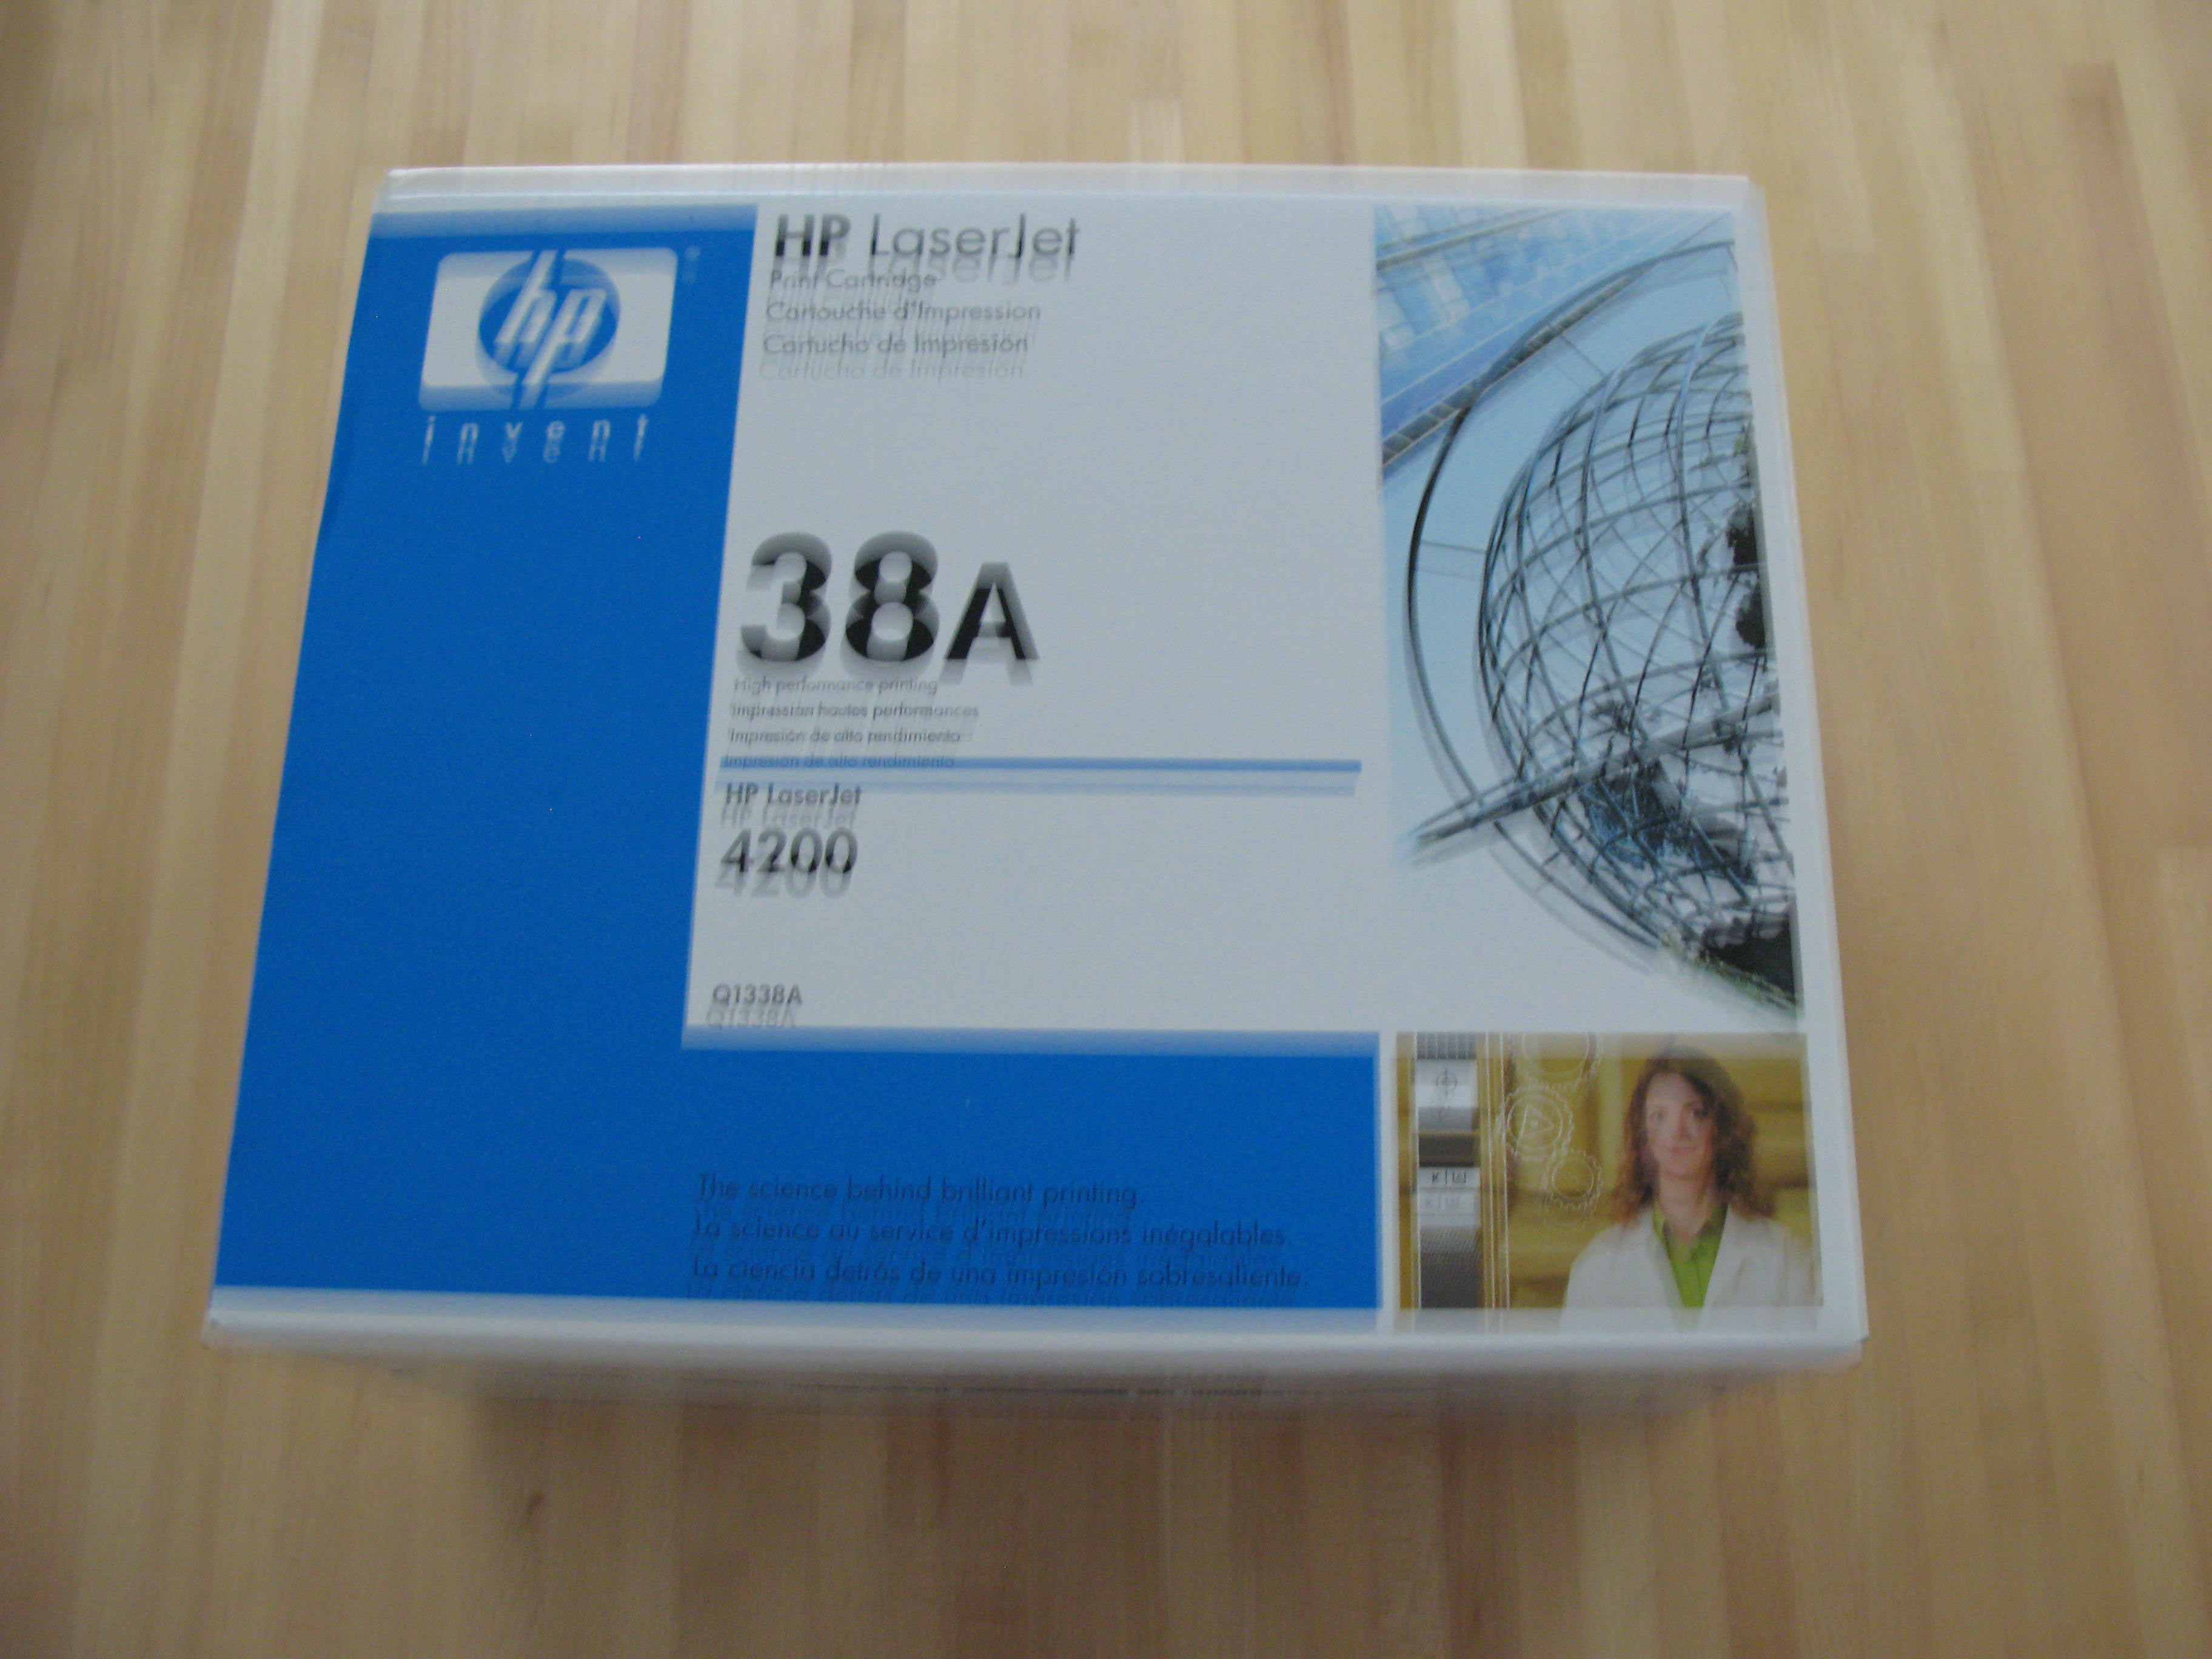 hp
invent
HP LaserJet
Print Cartridge
Cartouche d'Impression
Cartucho de Impresión
38A
High performance printing
Impression hautes performances
Impresión de alto rendimiento
HP LaserJet
4200
Q1338A
The science behind brilliant printing.
La science au service d'impressions inégalables.
La ciencia detrás de una impresión sobresaliente.